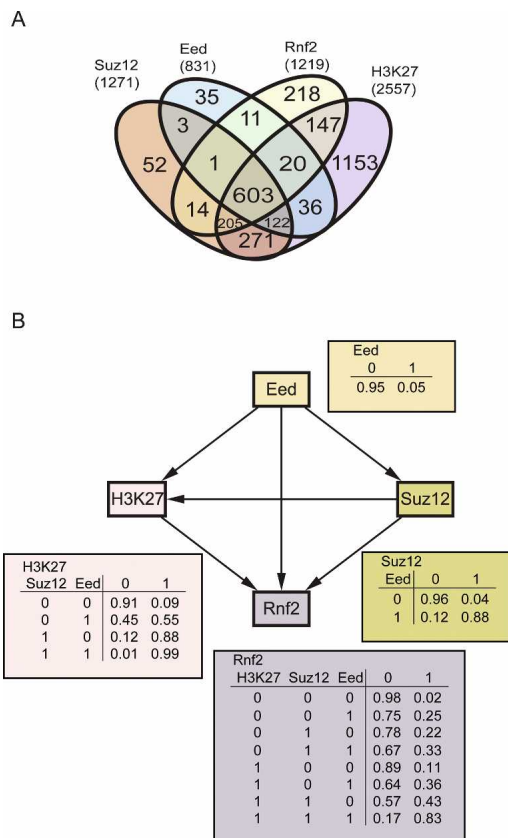 A
Suz12
(1271)
Eed
(831)
Rnf2
(1219)
H3K27
(2557)
35
11
218
3
147
52
1
20
1153
603
14
36
205
122
271
B
Eed
0 1
0.95 0.05
Eed
H3K27
Suz12
Rnf2
H3K27
Suz12 Eed 0 1
0 0 0.91 0.09
0 1 0.45 0.55
1 0 0.12 0.88
1 1 0.01 0.99
Suz12
Eed 0 1
0 0.96 0.04
1 0.12 0.88
Rnf2
H3K27 Suz12 Eed 0 1
0 0 0 0.98 0.02
0 0 1 0.75 0.25
0 1 0 0.78 0.22
0 1 1 0.67 0.33
1 0 0 0.89 0.11
1 0 1 0.64 0.36
1 1 0 0.57 0.43
1 1 1 0.17 0.83